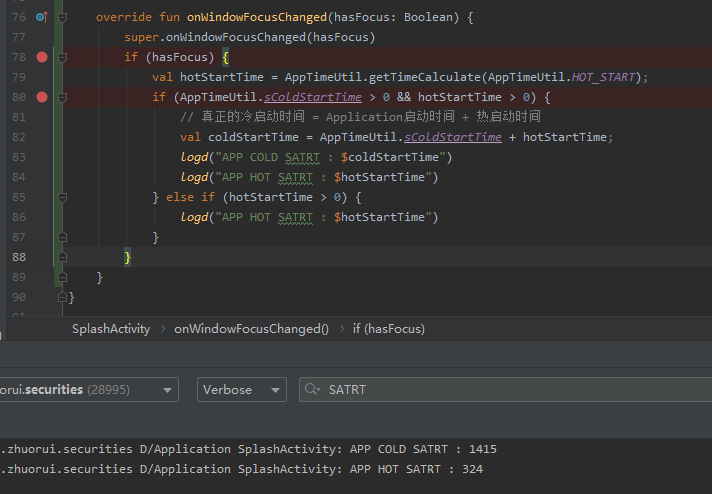 76 override fun onWindowFocusChanged(hasFocus: Boolean) {
77 super.onWindowFocusChanged(hasFocus)
78 if (hasFocus) {
79 val hotStartTime = AppTimeUtil.getTimeCalculate(AppTimeUtil.HOT_START);
80 if (AppTimeUtil.sColdStartTime > 0 && hotStartTime > 0) {
81 // 真正的冷启动时间 = Application启动时间 + 热启动时间
82 val coldStartTime = AppTimeUtil.sColdStartTime + hotStartTime;
83 logd("APP COLD SATRT : $coldStartTime")
84 logd("APP HOT SATRT : $hotStartTime")
85 } else if (hotStartTime > 0) {
86 logd("APP HOT SATRT : $hotStartTime")
87 }
88 }
89 }
90 }
SplashActivity > onWindowFocusChanged() > if (hasFocus)
orui.securities (28995) Verbose SATRT
.zhuorui.securities D/Application SplashActivity: APP COLD SATRT : 1415
.zhuorui.securities D/Application SplashActivity: APP HOT SATRT : 324